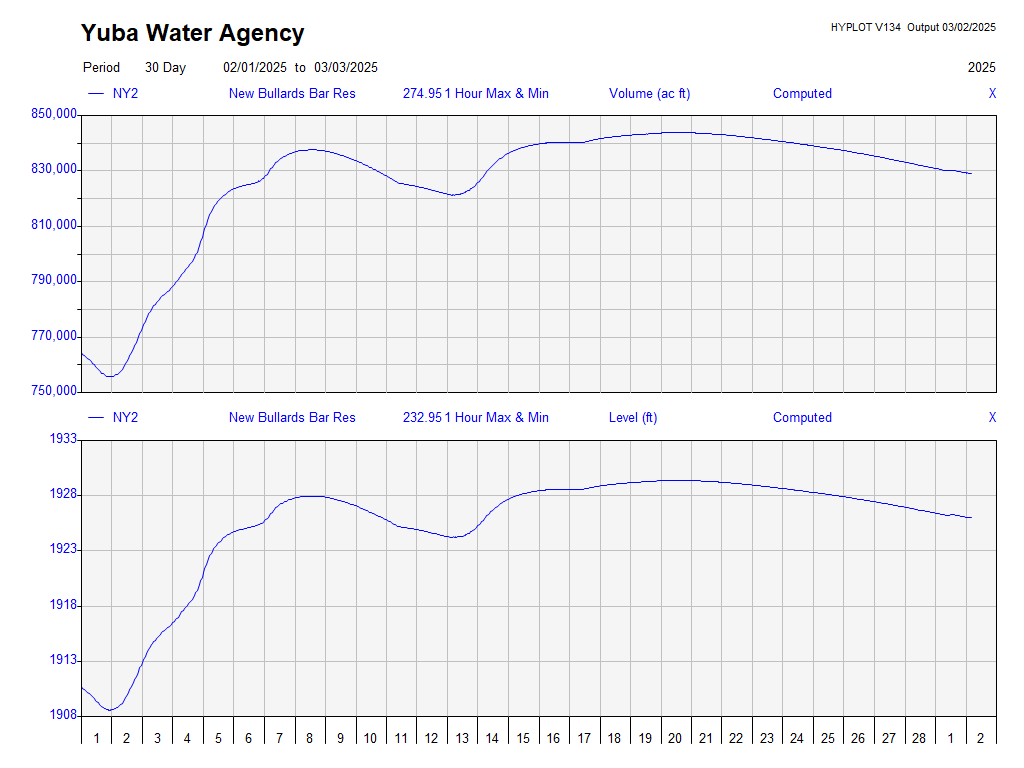 Yuba Water Agency
HYPLOT V134 Output 03/02/2025
Period 30 Day 02/01/2025 to 03/03/2025 2025
NY2 New Bullards Bar Res 274.95 1 Hour Max & Min Volume (ac ft) Computed X
850,000
830,000
810,000
790,000
770,000
750,000
NY2 New Bullards Bar Res 232.95 1 Hour Max & Min Level (ft) Computed X
1933
1928
1923
1918
1913
1908
1 2 3 4 5 6 7 8 9 10 11 12 13 14 15 16 17 18 19 20 21 22 23 24 25 26 27 28 1 2